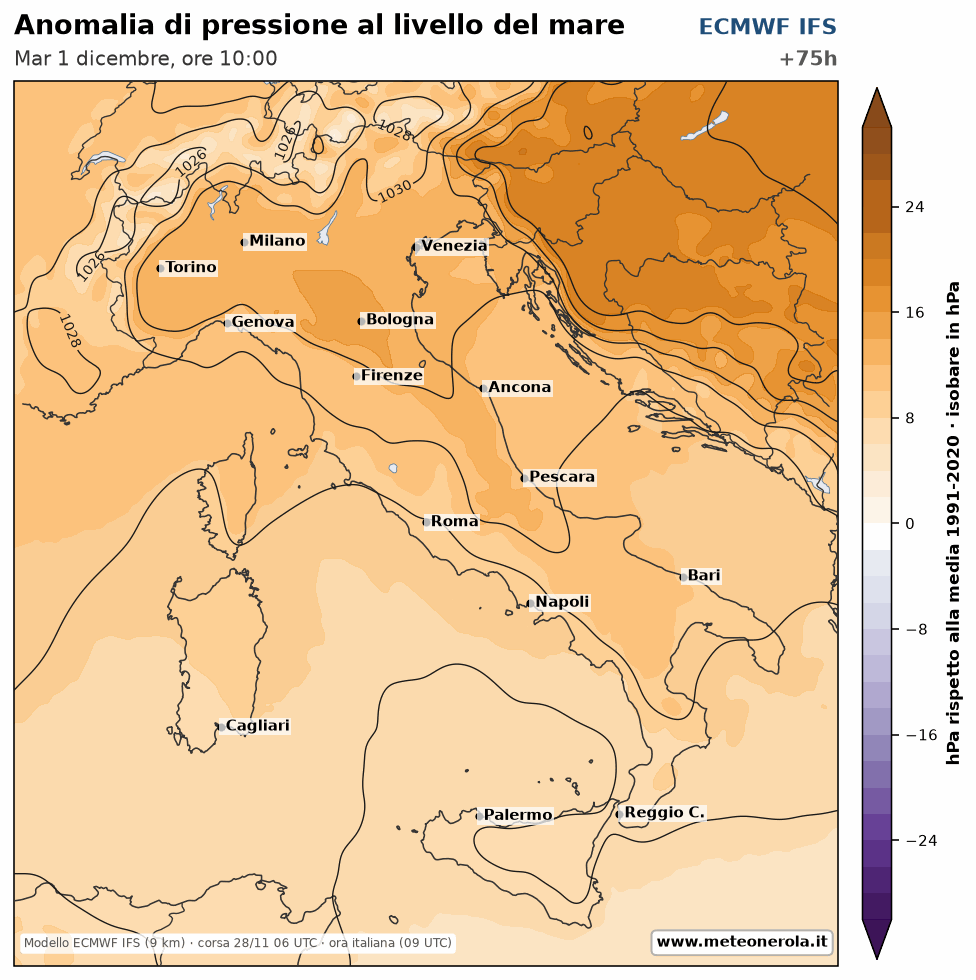 Anomalia di pressione al livello del mare
ECMWF IFS
Mar 1 dicembre, ore 10:00
+75h
1026
1028
1026
1030
1026
1028
Milano
Venezia
Torino
Genova
Bologna
Firenze
Ancona
Pescara
Roma
Bari
Napoli
Cagliari
Palermo
Reggio C.
24
16
8
0
−8
−16
−24
hPa rispetto alla media 1991-2020 · isobare in hPa
Modello ECMWF IFS (9 km) · corsa 28/11 06 UTC · ora italiana (09 UTC)
www.meteonerola.it